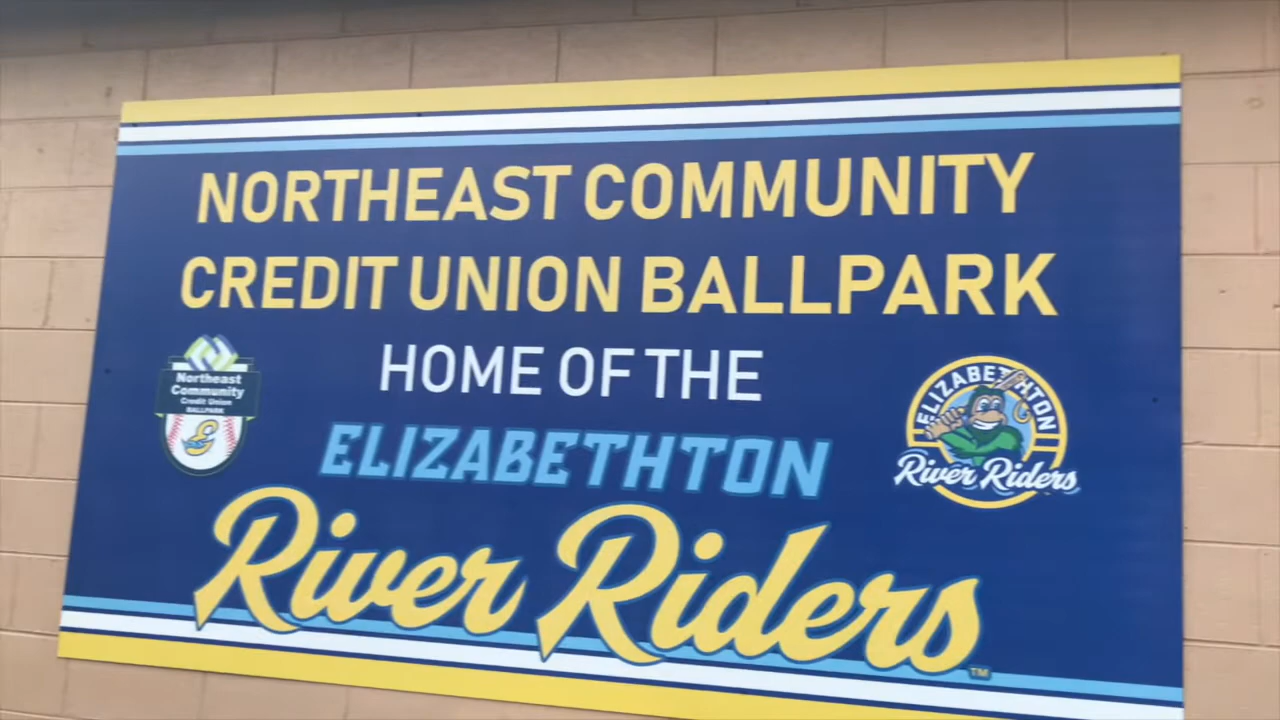 NORTHEAST COMMUNITY
CREDIT UNION BALLPARK
HOME OF THE
ELIZABETHTON
River Riders
TM
Northeast
Community
Credit Union
BALLPARK
E
ELIZABETHTON
E
River Riders